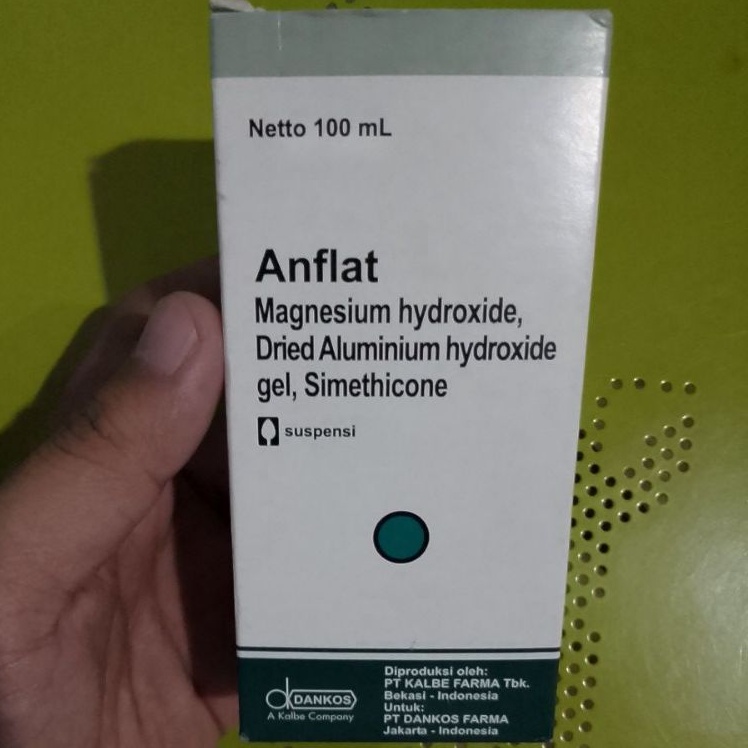 Netto 100 mL
Anflat
Magnesium hydroxide,
Dried Aluminium hydroxide
gel, Simethicone
suspensi
dk DANKOS
A Kalbe Company
Diproduksi oleh:
PT KALBE FARMA Tbk.
Bekasi - Indonesia
Untuk:
PT DANKOS FARMA
Jakarta - Indonesia